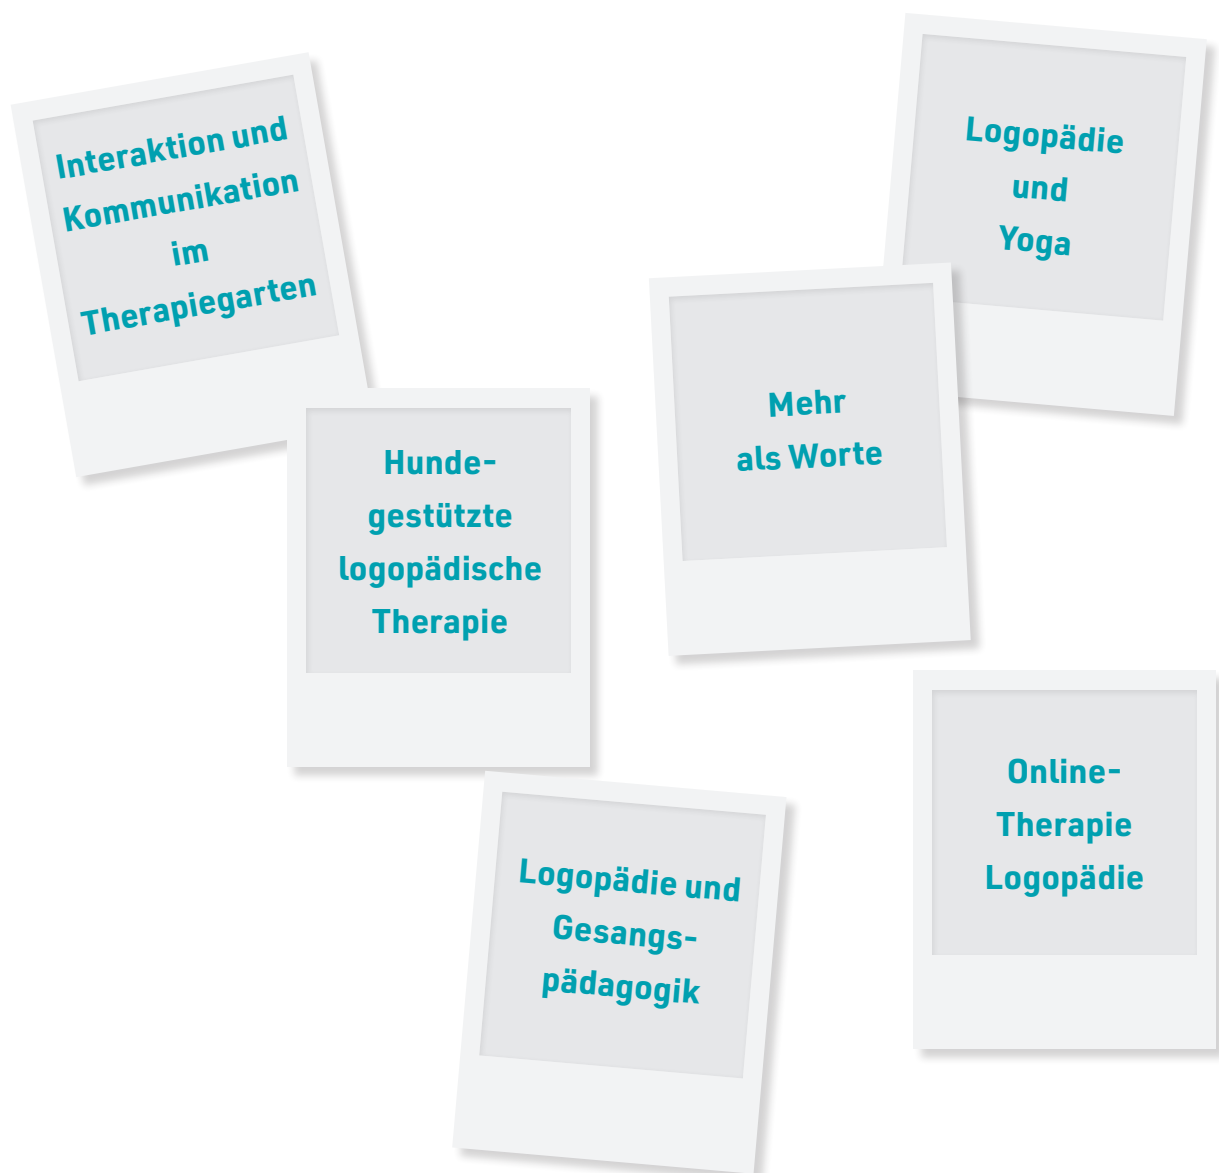 Interaktion und
Kommunikation
im
Therapiegarten
Logopädie
und
Yoga
Mehr
als Worte
Hunde-
gestützte
logopädische
Therapie
Online-
Therapie
Logopädie
Logopädie und
Gesangs-
pädagogik